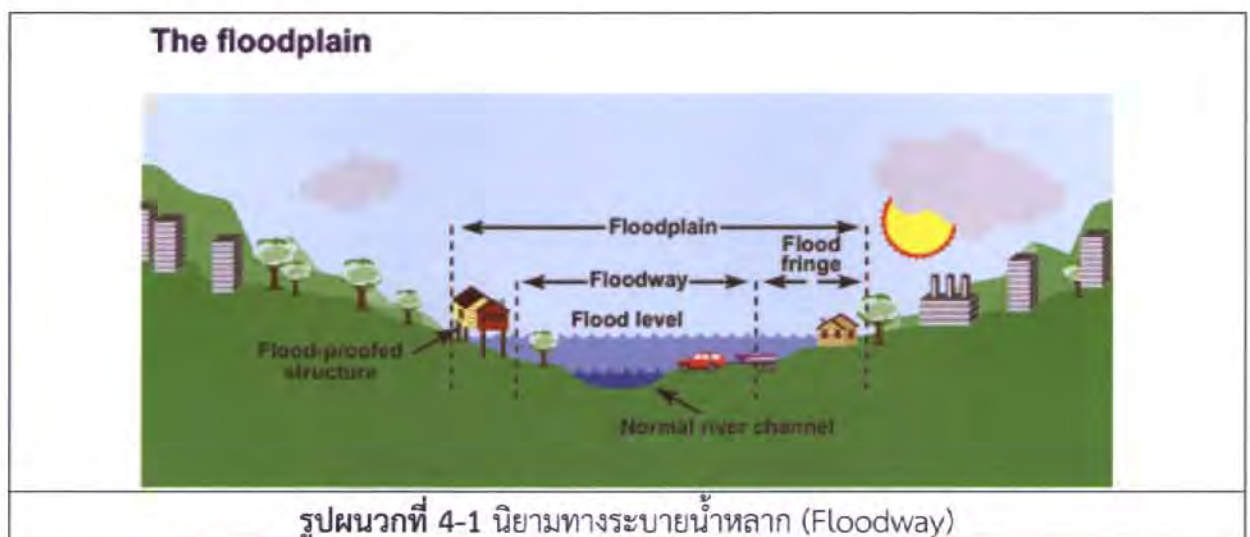 The floodplain
Floodplain
Flood
fringe
Floodway
Flood level
Flood-proofed
structure
Normal river channel
รูปผนวกที่ 4-1 นิยามทางระบายน้ำหลาก (Floodway)